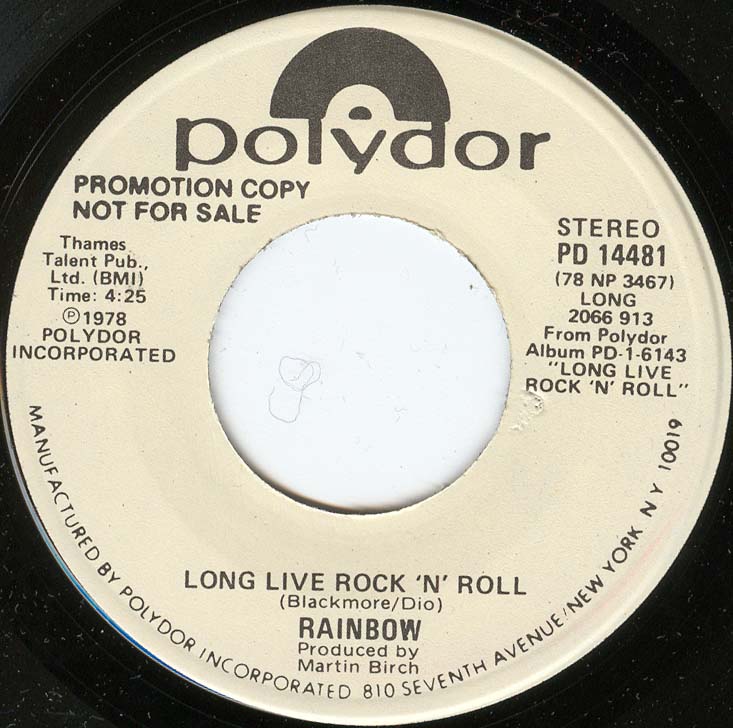 polydor
PROMOTION COPY
NOT FOR SALE
Thames
Talent Pub.,
Ltd. (BMI)
Time: 4:25
℗1978
POLYDOR
INCORPORATED
STEREO
PD 14481
(78 NP 3467)
LONG
2066 913
From Polydor
Album PD-1-6143
"LONG LIVE
ROCK 'N' ROLL"
LONG LIVE ROCK 'N' ROLL
(Blackmore/Dio)
RAINBOW
Produced by
Martin Birch
MANUFACTURED BY POLYDOR INCORPORATED 810 SEVENTH AVENUE/NEW YORK N Y 10019